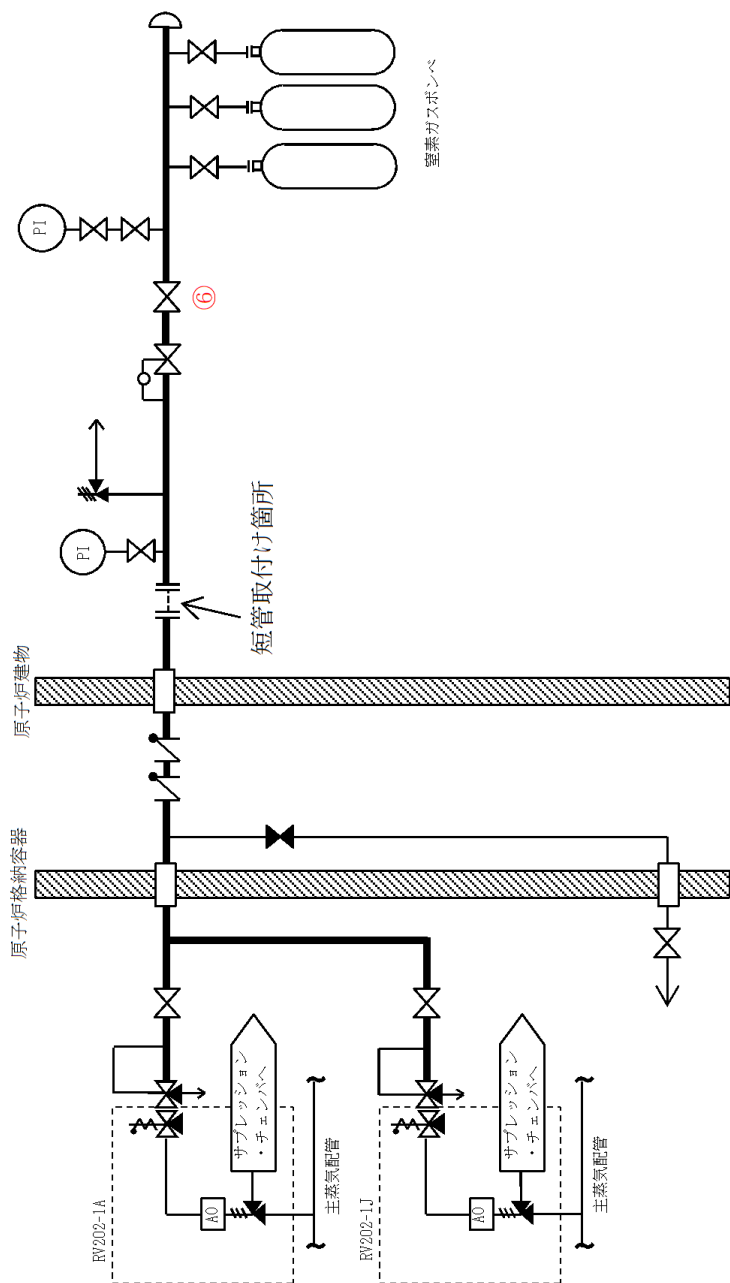 窒素ガスボンベ
PI
⑥
PI
短管取付け箇所
原子炉建物
原子炉格納容器
サプレッション
・チェンバへ
AO
主蒸気配管
RV202-1A
サプレッション
・チェンバへ
AO
主蒸気配管
RV202-1J